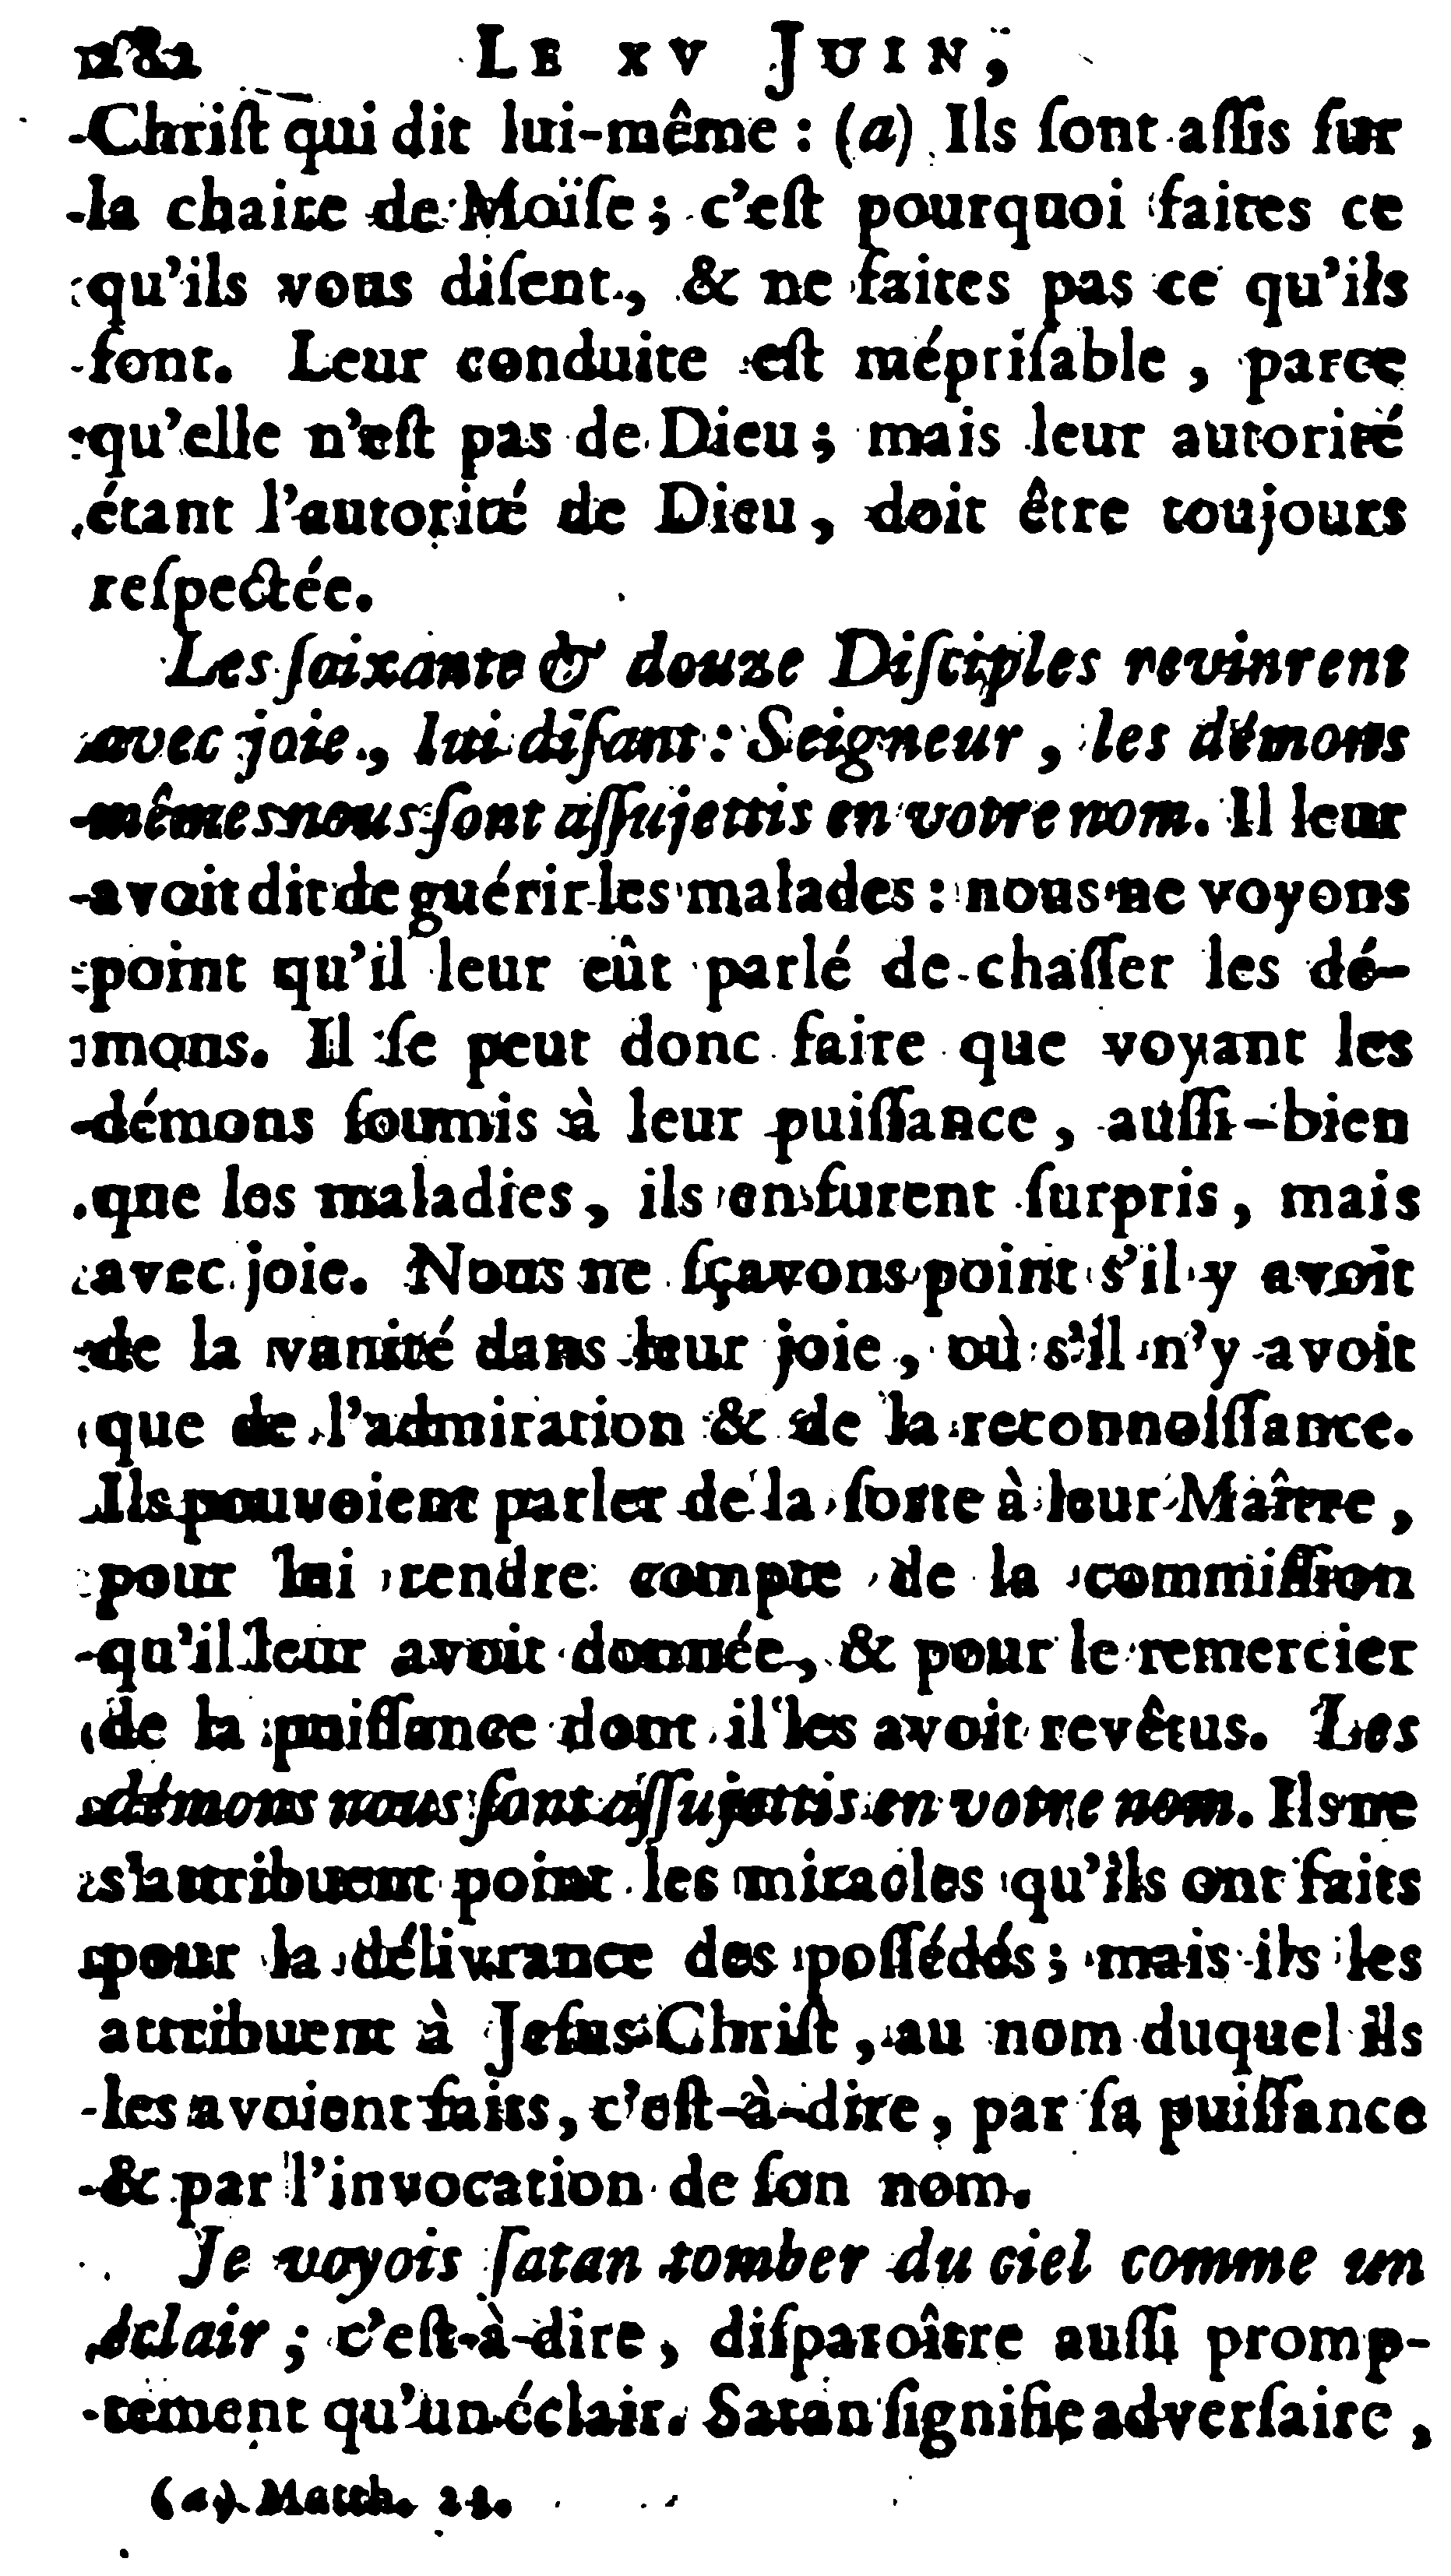 LE XV JUIN,
Chriſt qui dit lui-même : (a) Ils ſont aſſis ſur
la chaire de Moïſe ; c'eſt pourquoi faites ce
qu'ils vous diſent, & ne faites pas ce qu'ils
font. Leur conduite eſt mépriſable, parce
qu'elle n'eſt pas de Dieu ; mais leur autorité
étant l'autorité de Dieu, doit être toujours
reſpectée.
Les ſoixante & douze Diſciples revinrent
avec joie, lui diſant : Seigneur, les démons
mêmes nous ſont aſſujettis en votre nom. Il leur
avoit dit de guérir les malades : nous ne voyons
point qu'il leur eût parlé de chaſſer les dé-
mons. Il ſe peut donc faire que voyant les
démons ſoumis à leur puiſſance, auſſi-bien
que les maladies, ils en furent ſurpris, mais
avec joie. Nous ne ſçavons point s'il y avoit
de la vanité dans leur joie, où s'il n'y avoit
que de l'admiration & de la reconnoiſſance.
Ils pouvoient parler de la ſorte à leur Maître,
pour lui rendre compte de la commiſſion
qu'il leur avoit donnée, & pour le remercier
de la puiſſance dont il les avoit revêtus. Les
démons nous ſont aſſujettis en votre nom. Ils ne
s'attribuent point les miracles qu'ils ont faits
pour la délivrance des poſſédés ; mais ils les
attribuent à Jeſus-Chriſt, au nom duquel ils
les avoient faits, c'eſt-à-dire, par ſa puiſſance
& par l'invocation de ſon nom.
Je voyois ſatan tomber du ciel comme un
éclair ; c'eſt-à-dire, diſparoître auſſi promp-
tement qu'un éclair. Satan ſignifie adverſaire,
(a) Matth.